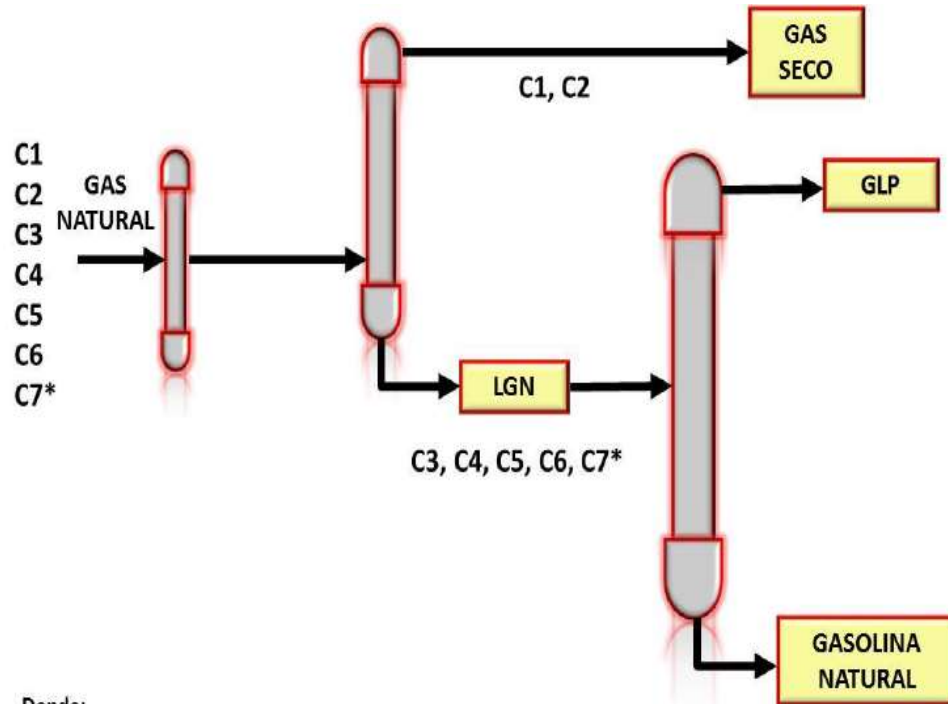 C1
C2
C3
C4
C5
C6
C7*
GAS
NATURAL
C1, C2
GAS
SECO
GLP
LGN
C3, C4, C5, C6, C7*
GASOLINA
NATURAL